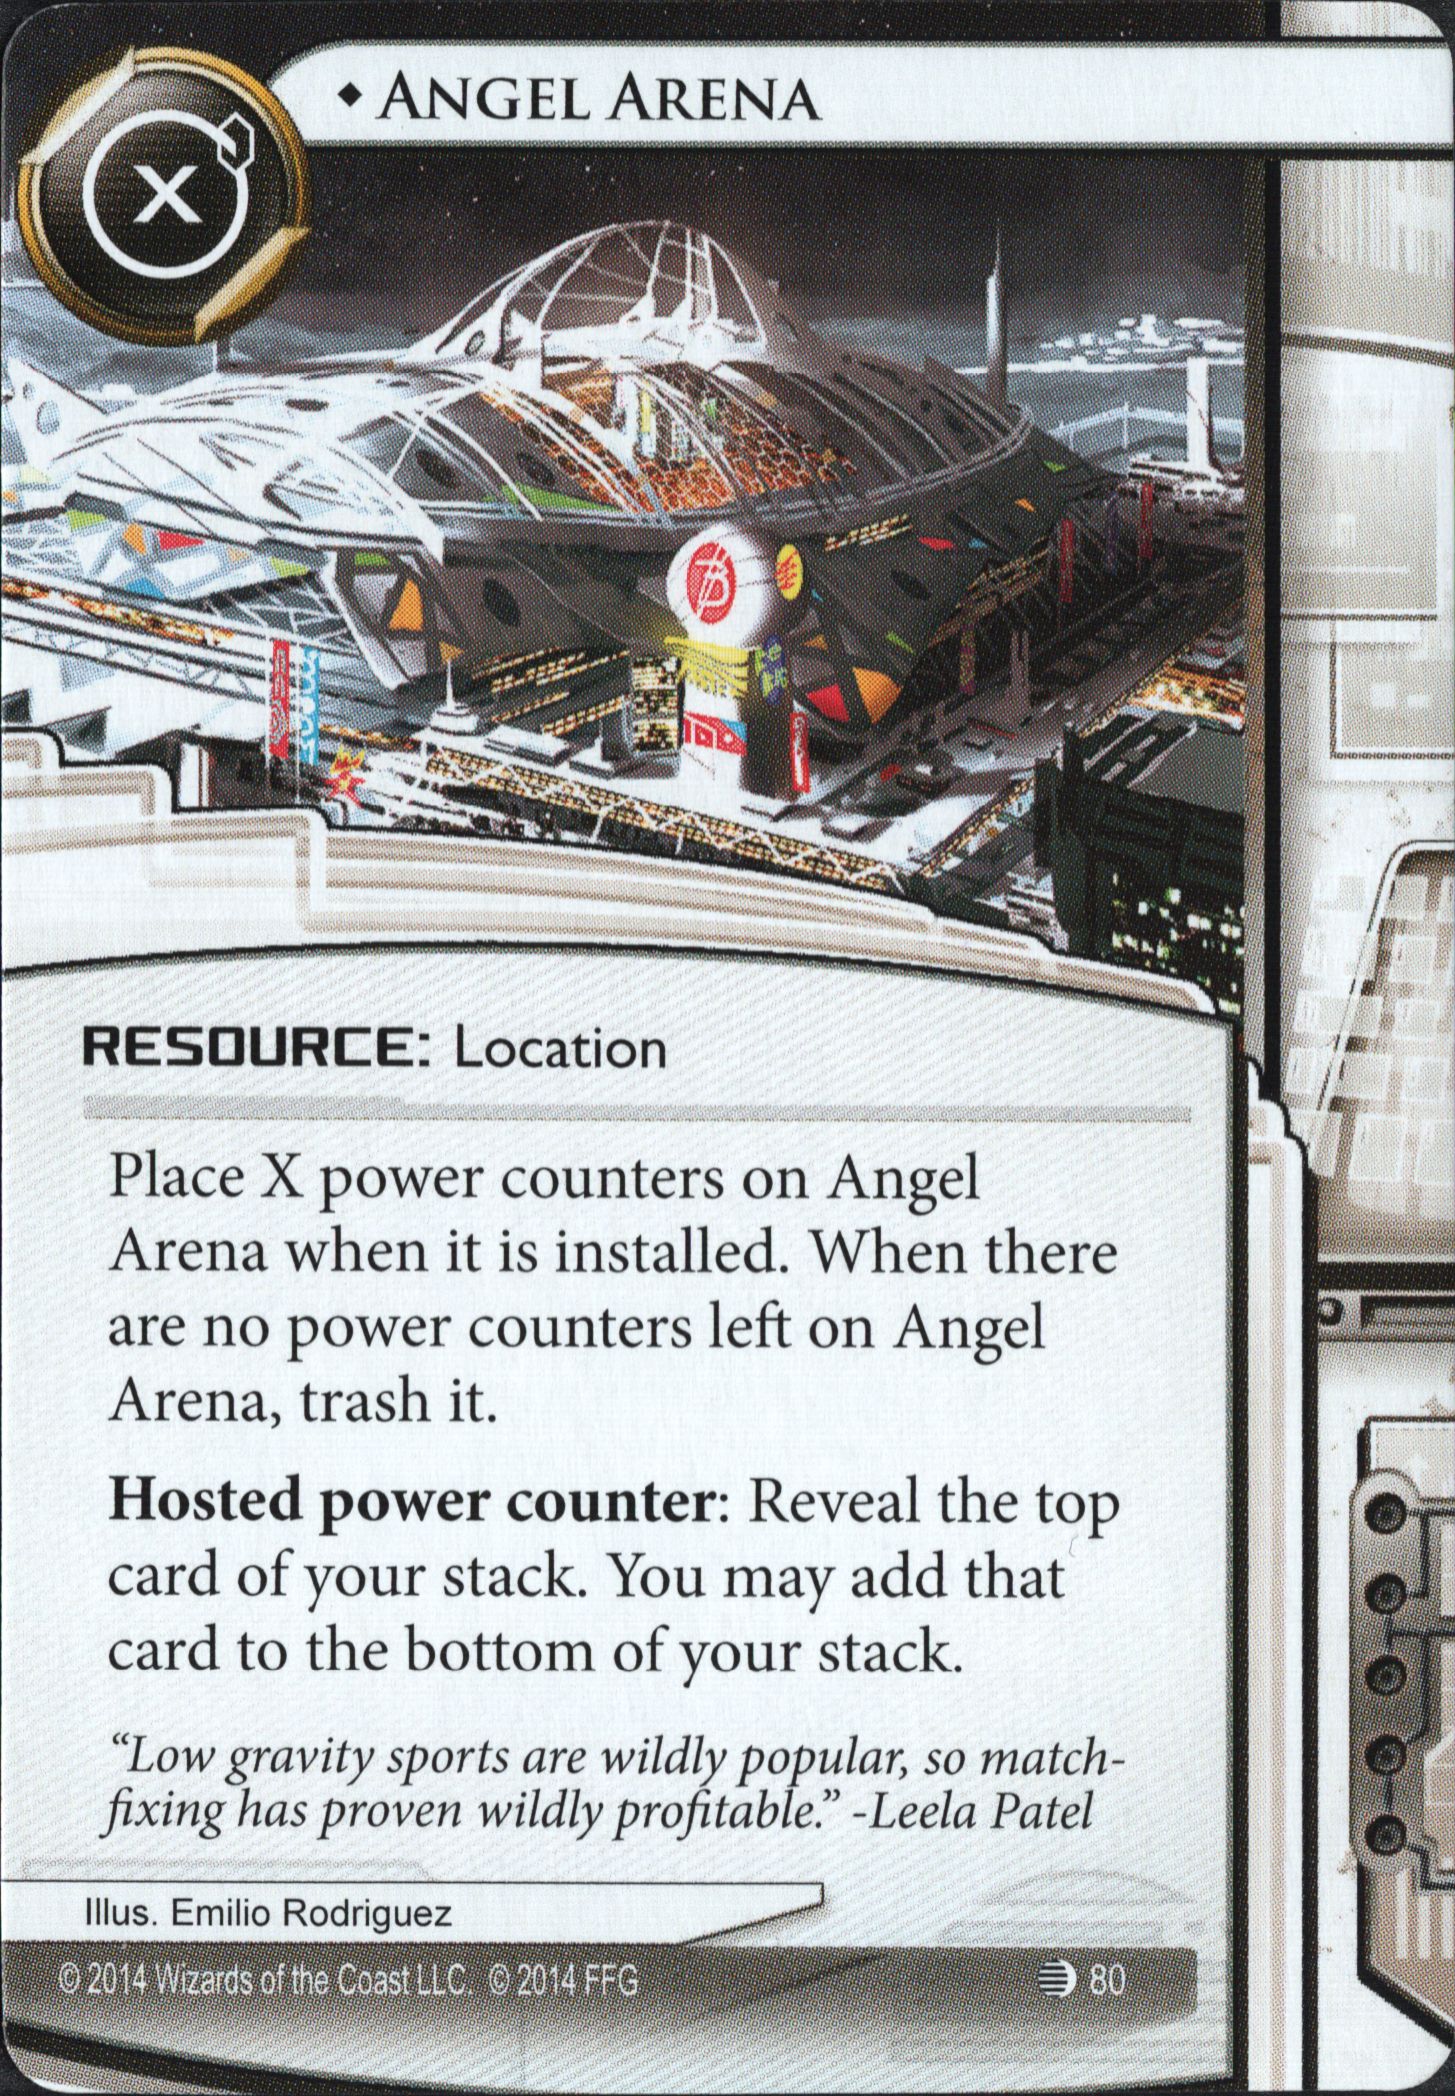 ◆ ANGEL ARENA
X
B
RESOURCE: Location
Place X power counters on Angel
Arena when it is installed. When there
are no power counters left on Angel
Arena, trash it.
Hosted power counter: Reveal the top
card of your stack. You may add that
card to the bottom of your stack.
“Low gravity sports are wildly popular, so match-
fixing has proven wildly profitable.” -Leela Patel
Illus. Emilio Rodriguez
© 2014 Wizards of the Coast LLC. © 2014 FFG
80